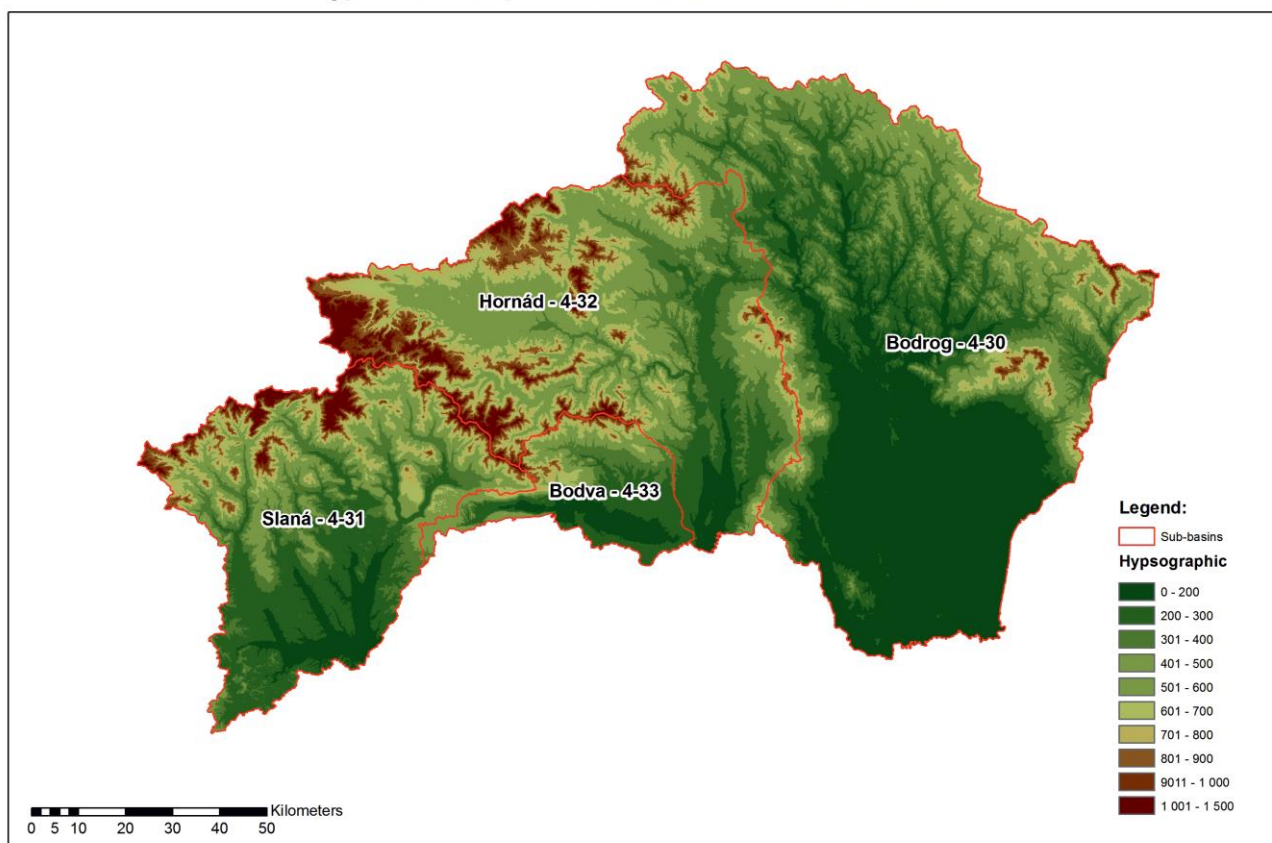 Hornád - 4-32
Bodrog - 4-30
Bodva - 4-33
Slaná - 4-31
Legend:
Sub-basins
Hypsographic
0 - 200
200 - 300
301 - 400
401 - 500
501 - 600
601 - 700
701 - 800
801 - 900
9011 - 1 000
1 001 - 1 500
Kilometers
0 5 10 20 30 40 50